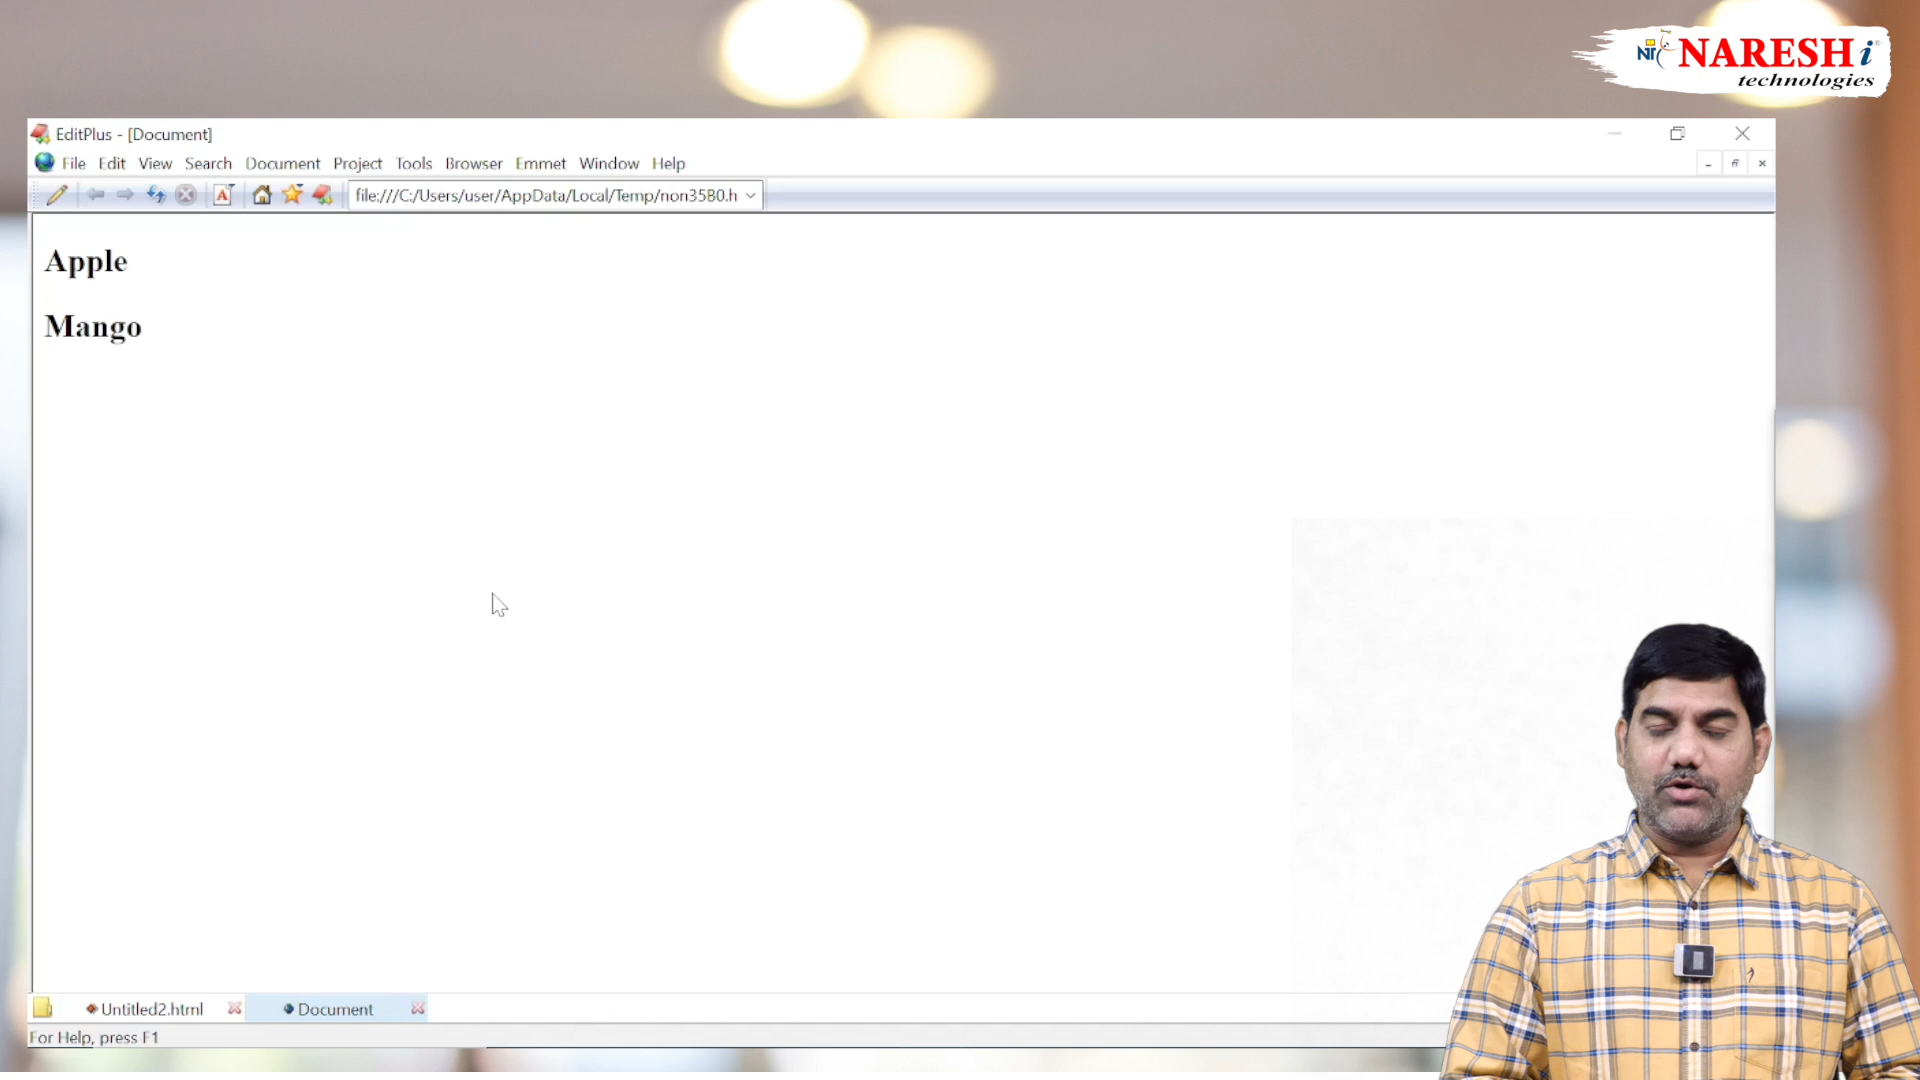 NIT NARESH i ®
technologies
EditPlus - [Document]
File Edit View Search Document Project Tools Browser Emmet Window Help
file:///C:/Users/user/AppData/Local/Temp/non35B0.h
Apple
Mango
Untitled2.html Document
For Help, press F1